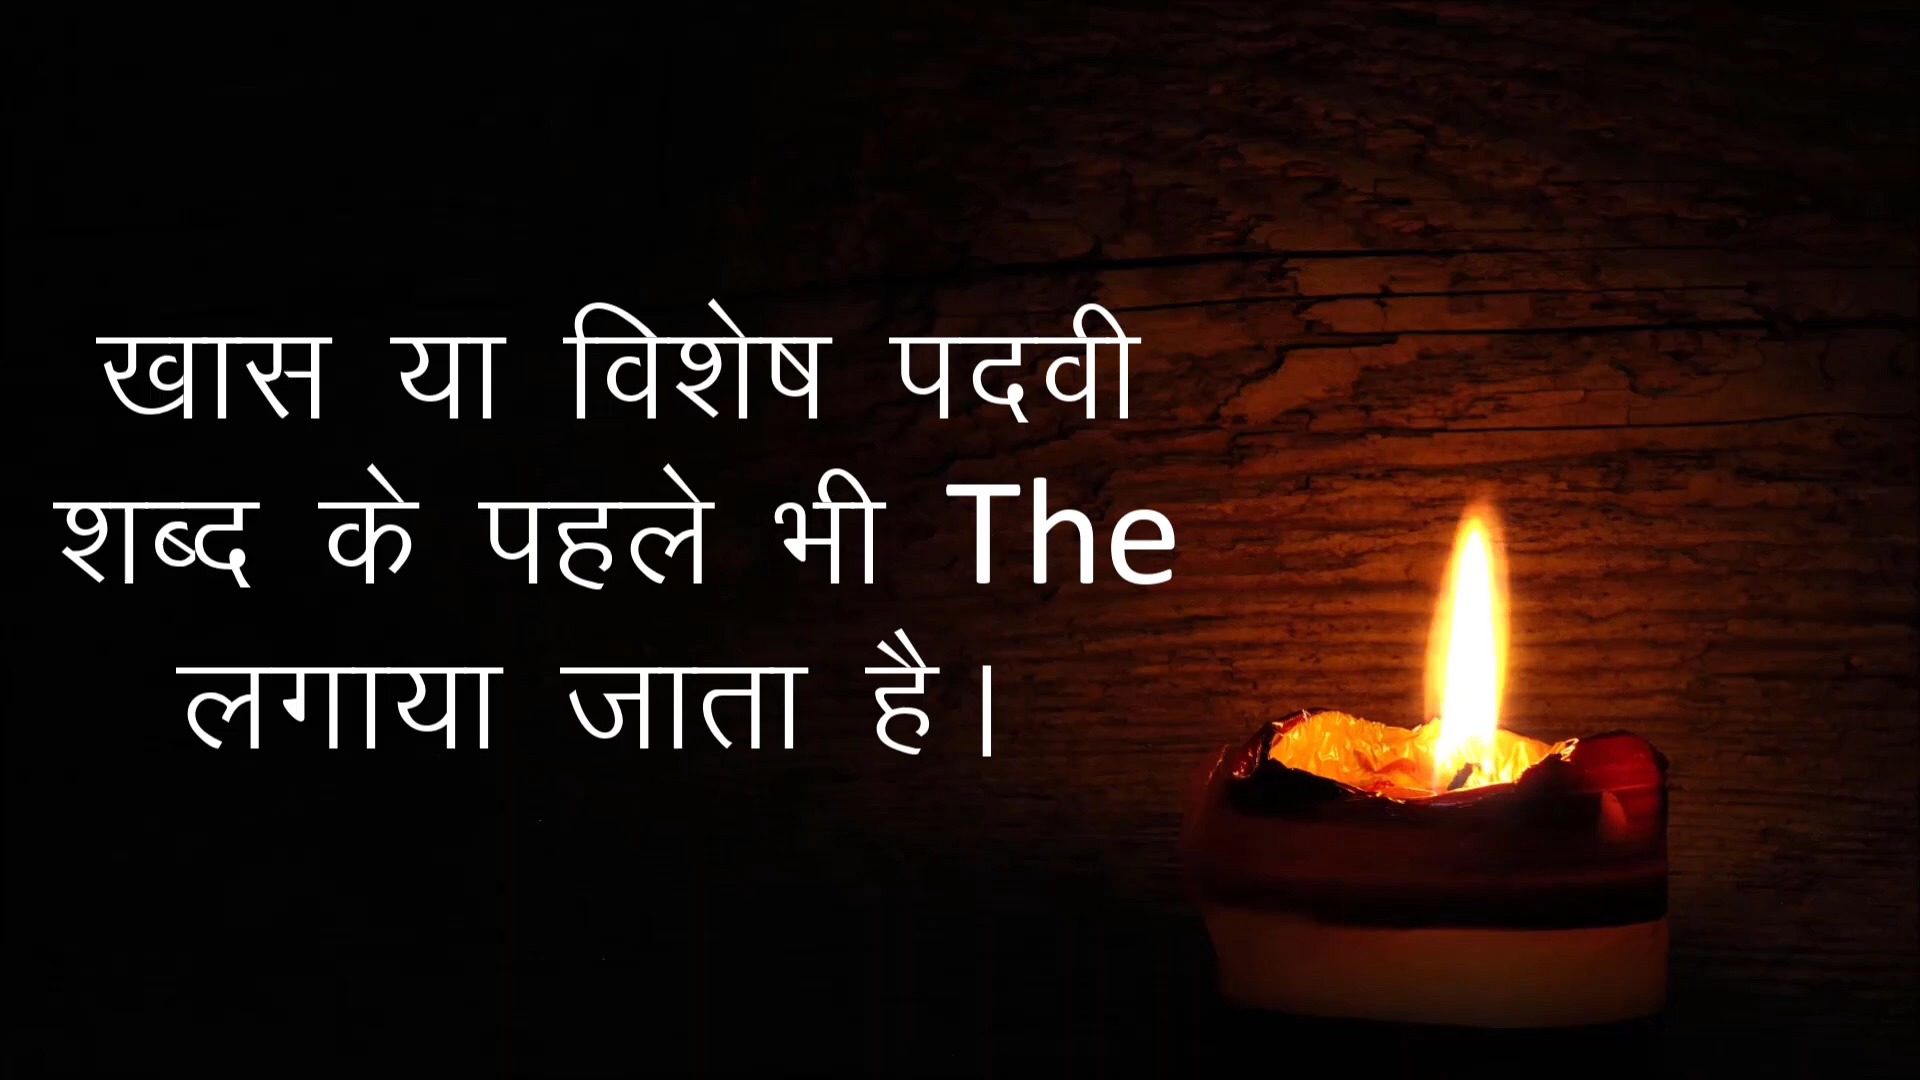 खास या विशेष पदवी
शब्द के पहले भी The
लगाया जाता है।